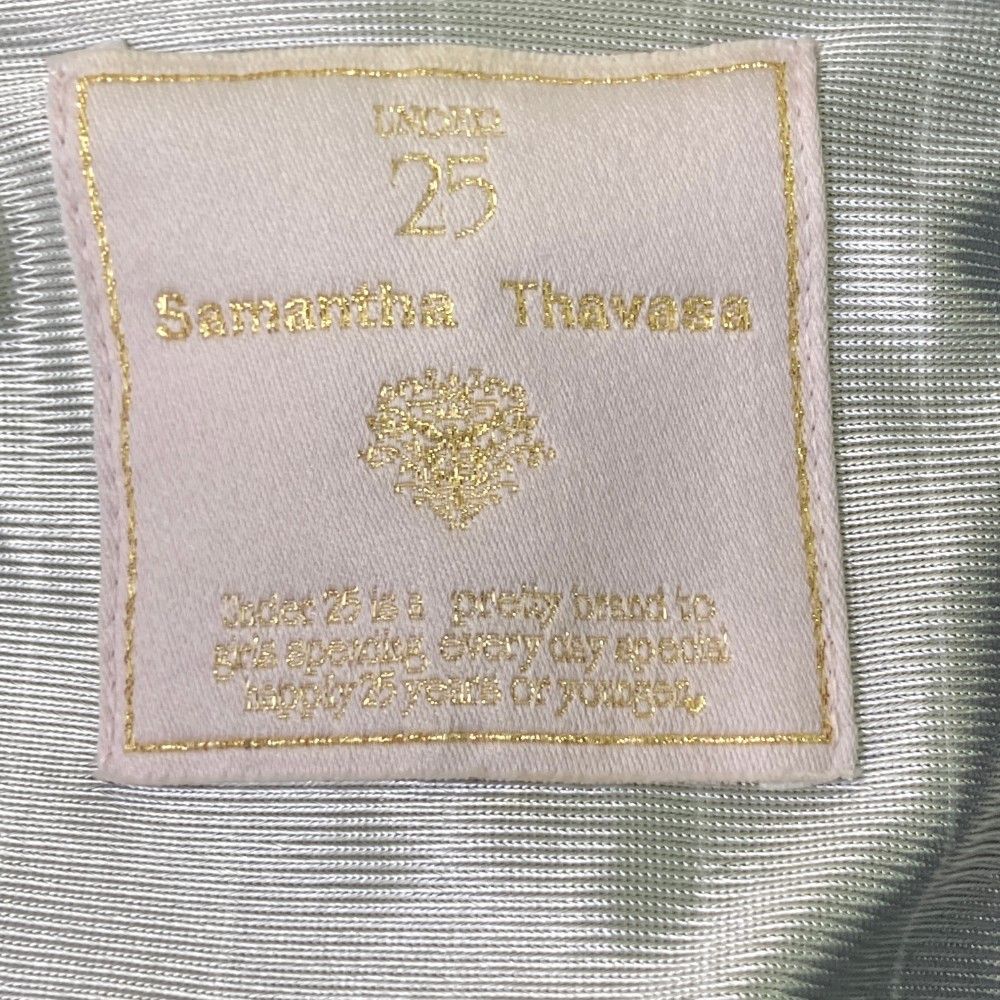 UNDER
25
Samantha Thavasa
Under 25 is a pretty brand to
girls spending every day special
happly 25 years or younger.